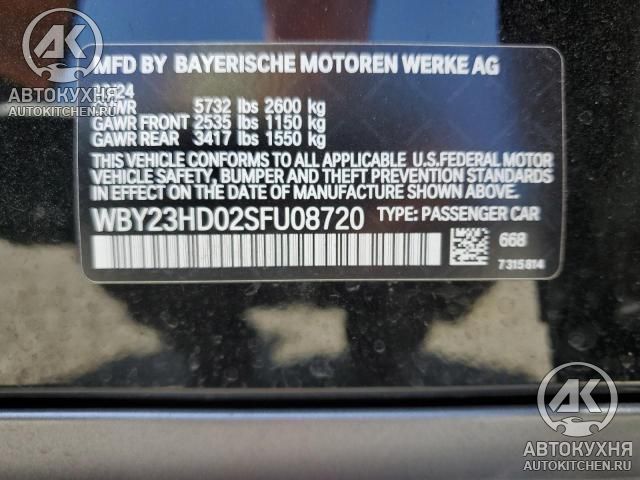 MFD BY BAYERISCHE MOTOREN WERKE AG
GAWR FRONT 2535 lbs 1150 kg
5732 lbs 2600 kg
GAWR REAR 3417 lbs 1550 kg
THIS VEHICLE CONFORMS TO ALL APPLICABLE U.S.FEDERAL MOTOR
VEHICLE SAFETY, BUMPER AND THEFT PREVENTION STANDARDS
IN EFFECT ON THE DATE OF MANUFACTURE SHOWN ABOVE.
WBY23HD02SFU08720 TYPE: PASSENGER CAR
668
7315814
AK
АВТОКУХНЯ
AUTOKITCHEN.RU
AK
АВТОКУХНЯ
AUTOKITCHEN.RU